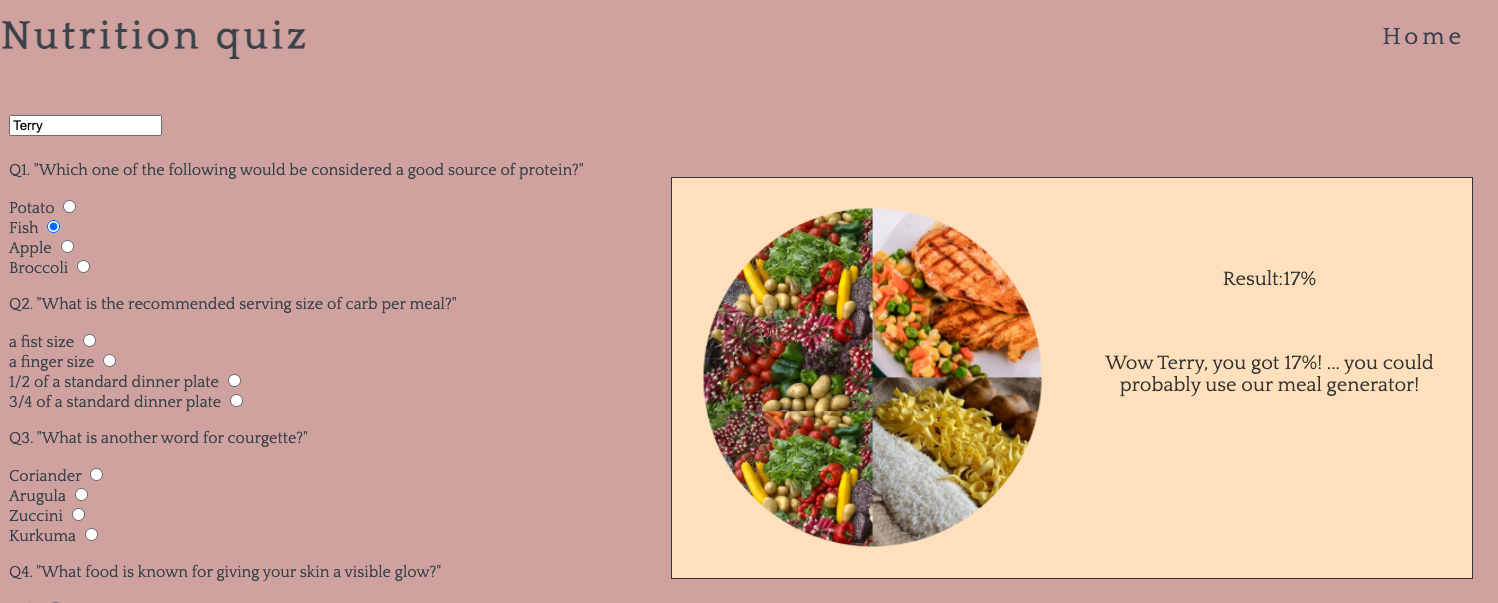 Nutrition quiz
Home
Terry
Q1. "Which one of the following would be considered a good source of protein?"
Potato
Fish
Apple
Broccoli
Q2. "What is the recommended serving size of carb per meal?"
a fist size
a finger size
1/2 of a standard dinner plate
3/4 of a standard dinner plate
Q3. "What is another word for courgette?"
Coriander
Arugula
Zuccini
Kurkuma
Q4. "What food is known for giving your skin a visible glow?"
Result:17%
Wow Terry, you got 17%! ... you could
probably use our meal generator!